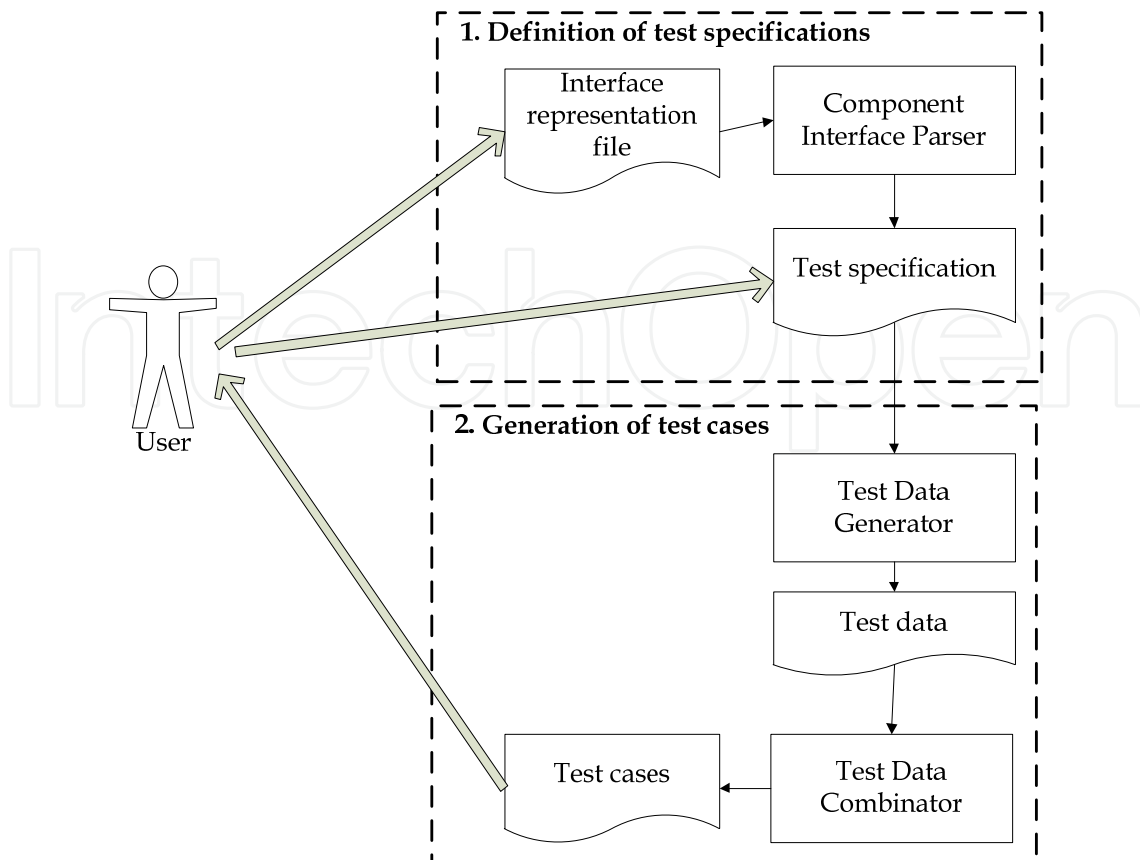 1. Definition of test specifications
Interface
representation
file
Component
Interface Parser
Test specification
IntechOpen
User
2. Generation of test cases
Test Data
Generator
Test data
Test cases
Test Data
Combinator